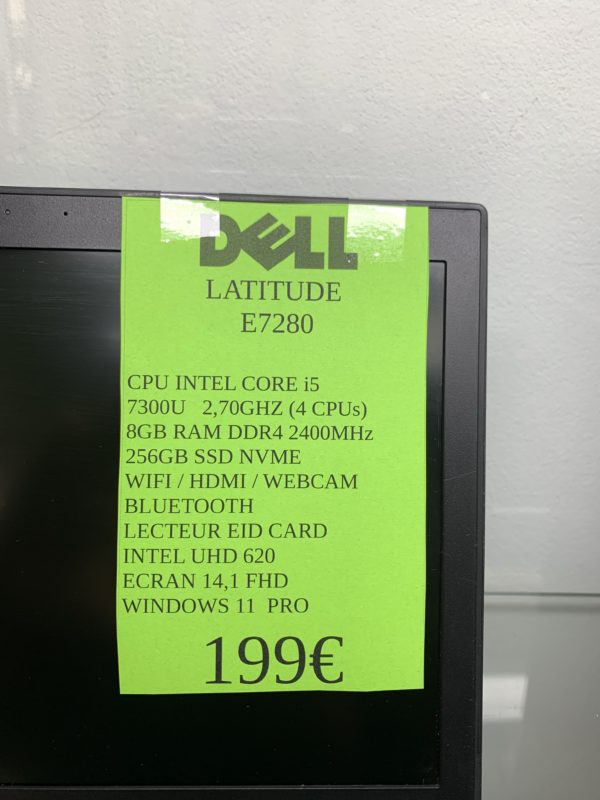 DELL
LATITUDE
E7280
CPU INTEL CORE i5
7300U 2,70GHZ (4 CPUs)
8GB RAM DDR4 2400MHz
256GB SSD NVME
WIFI / HDMI / WEBCAM
BLUETOOTH
LECTEUR EID CARD
INTEL UHD 620
ECRAN 14,1 FHD
WINDOWS 11 PRO
199€